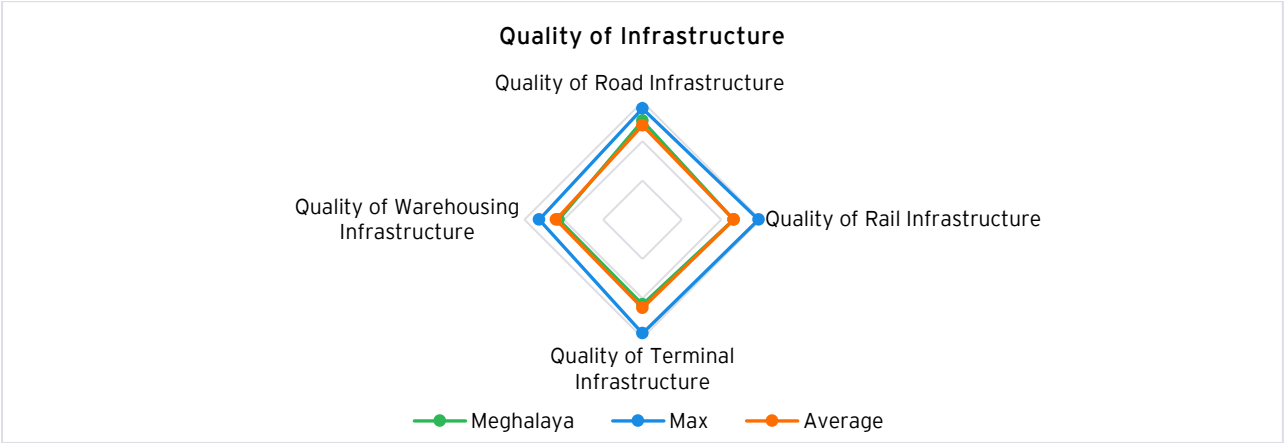 Quality of Infrastructure
Quality of Road Infrastructure
Quality of Warehousing
Infrastructure
Quality of Rail Infrastructure
Quality of Terminal
Infrastructure
Meghalaya
Max
Average